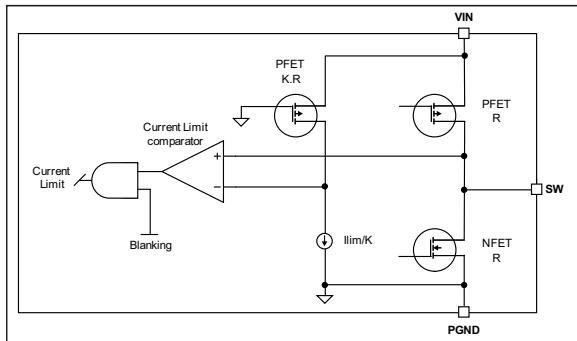 VIN
PFET
K.R
PFET
R
Current Limit
comparator
+
−
Current
Limit
Blanking
Ilim/K
SW
NFET
R
PGND